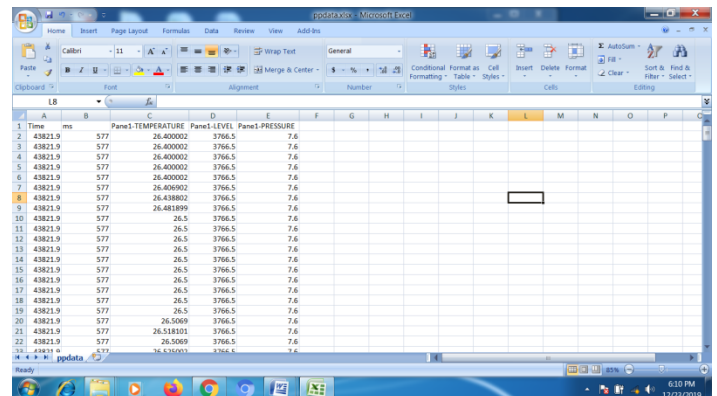 ppdata.xlsx - Microsoft Excel
Home Insert Page Layout Formulas Data Review View Add-Ins
Calibri 11 Wrap Text General AutoSum
Fill
Paste Merge & Center Conditional Formatting Format as Table Cell Styles Insert Delete Format Clear Sort & Filter Find & Select
Clipboard Font Alignment Number Styles Cells Editing
L8 fx
A B C D E F G H I J K L M N O P
1 Time ms Pane1-TEMPERATURE Pane1-LEVEL Pane1-PRESSURE
2 43821.9 577 26.400002 3766.5 7.6
3 43821.9 577 26.400002 3766.5 7.6
4 43821.9 577 26.400002 3766.5 7.6
5 43821.9 577 26.400002 3766.5 7.6
6 43821.9 577 26.400002 3766.5 7.6
7 43821.9 577 26.406902 3766.5 7.6
8 43821.9 577 26.438802 3766.5 7.6
9 43821.9 577 26.481899 3766.5 7.6
10 43821.9 577 26.5 3766.5 7.6
11 43821.9 577 26.5 3766.5 7.6
12 43821.9 577 26.5 3766.5 7.6
13 43821.9 577 26.5 3766.5 7.6
14 43821.9 577 26.5 3766.5 7.6
15 43821.9 577 26.5 3766.5 7.6
16 43821.9 577 26.5 3766.5 7.6
17 43821.9 577 26.5 3766.5 7.6
18 43821.9 577 26.5 3766.5 7.6
19 43821.9 577 26.5 3766.5 7.6
20 43821.9 577 26.5069 3766.5 7.6
21 43821.9 577 26.518101 3766.5 7.6
22 43821.9 577 26.5069 3766.5 7.6
23 43821.9 577 26.525002 3766.5 7.6
ppdata
Ready 85%
6:10 PM
12/23/2019